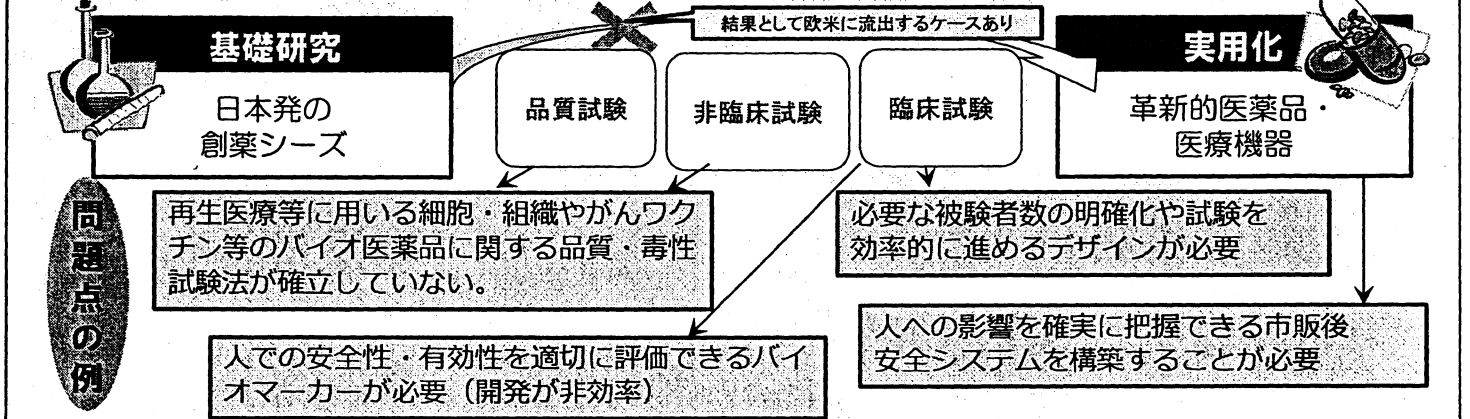 結果として欧米に流出するケースあり
基礎研究
日本発の
創薬シーズ
品質試験
非臨床試験
臨床試験
実用化
革新的医薬品・
医療機器
問題点の例
再生医療等に用いる細胞・組織やがんワク
チン等のバイオ医薬品に関する品質・毒性
試験法が確立していない。
必要な被験者数の明確化や試験を
効率的に進めるデザインが必要
人での安全性・有効性を適切に評価できるバイ
オマーカーが必要（開発が非効率）
人への影響を確実に把握できる市販後
安全システムを構築することが必要